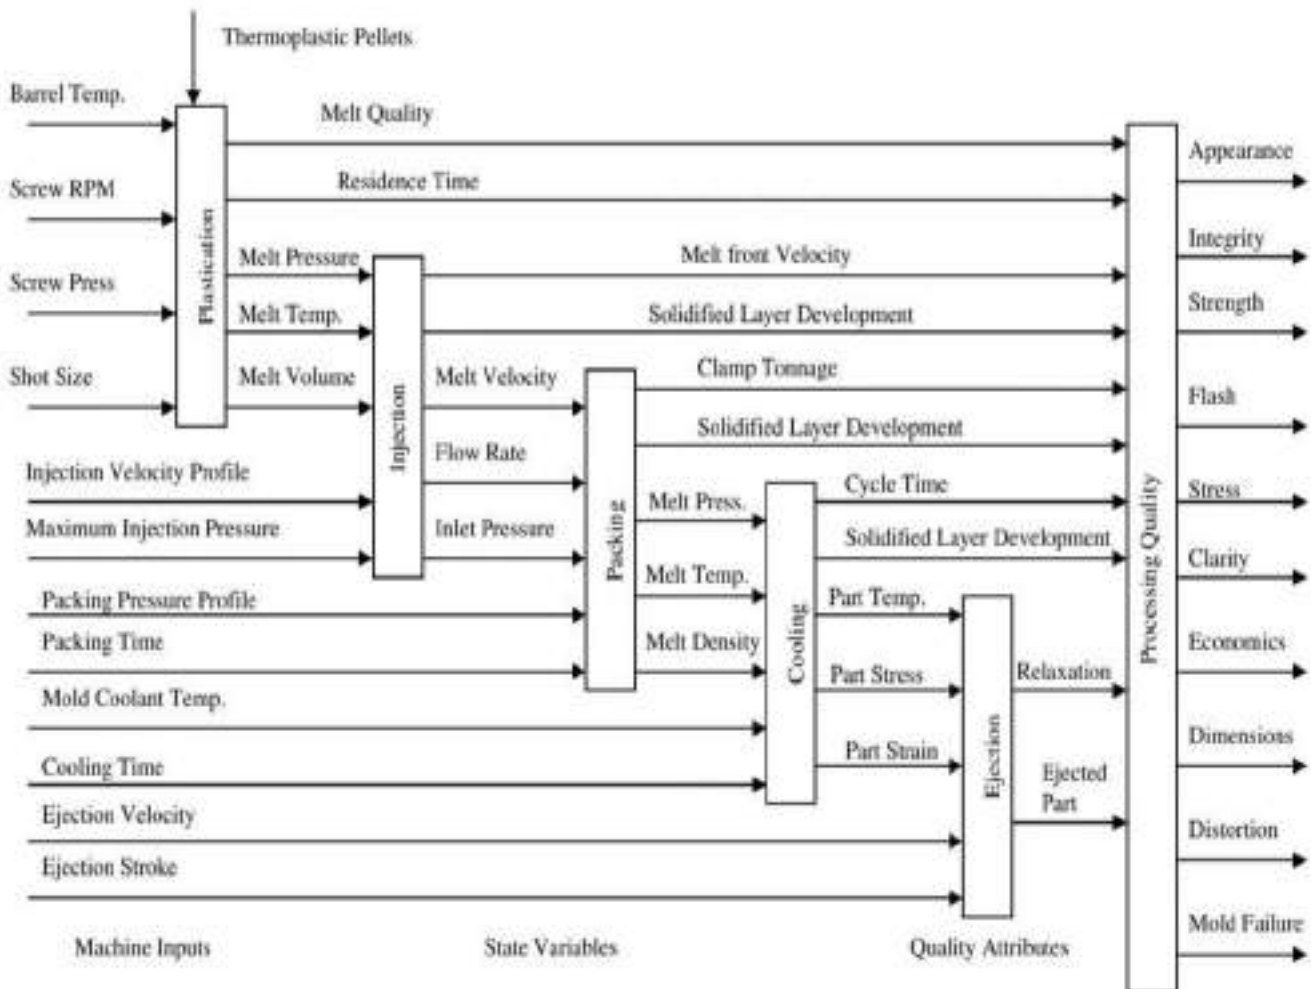 Thermoplastic Pellets
Barrel Temp.
Melt Quality
Appearance
Screw RPM
Residence Time
Integrity
Melt Pressure
Melt front Velocity
Screw Press
Plastication
Melt Temp.
Solidified Layer Development
Strength
Shot Size
Melt Volume
Melt Velocity
Clamp Tonnage
Flash
Injection
Flow Rate
Solidified Layer Development
Injection Velocity Profile
Cycle Time
Stress
Maximum Injection Pressure
Inlet Pressure
Packing
Melt Press.
Solidified Layer Development
Processing Quality
Clarity
Packing Pressure Profile
Melt Temp.
Part Temp.
Packing Time
Melt Density
Cooling
Economics
Mold Coolant Temp.
Part Stress
Relaxation
Cooling Time
Part Strain
Ejection
Ejected
Part
Dimensions
Ejection Velocity
Distortion
Ejection Stroke
Mold Failure
Machine Inputs
State Variables
Quality Attributes